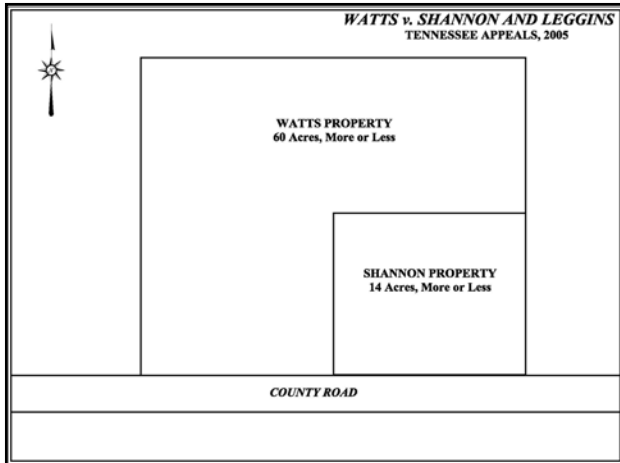 WATTS v. SHANNON AND LEGGINS
TENNESSEE APPEALS, 2005
WATTS PROPERTY
60 Acres, More or Less
SHANNON PROPERTY
14 Acres, More or Less
COUNTY ROAD